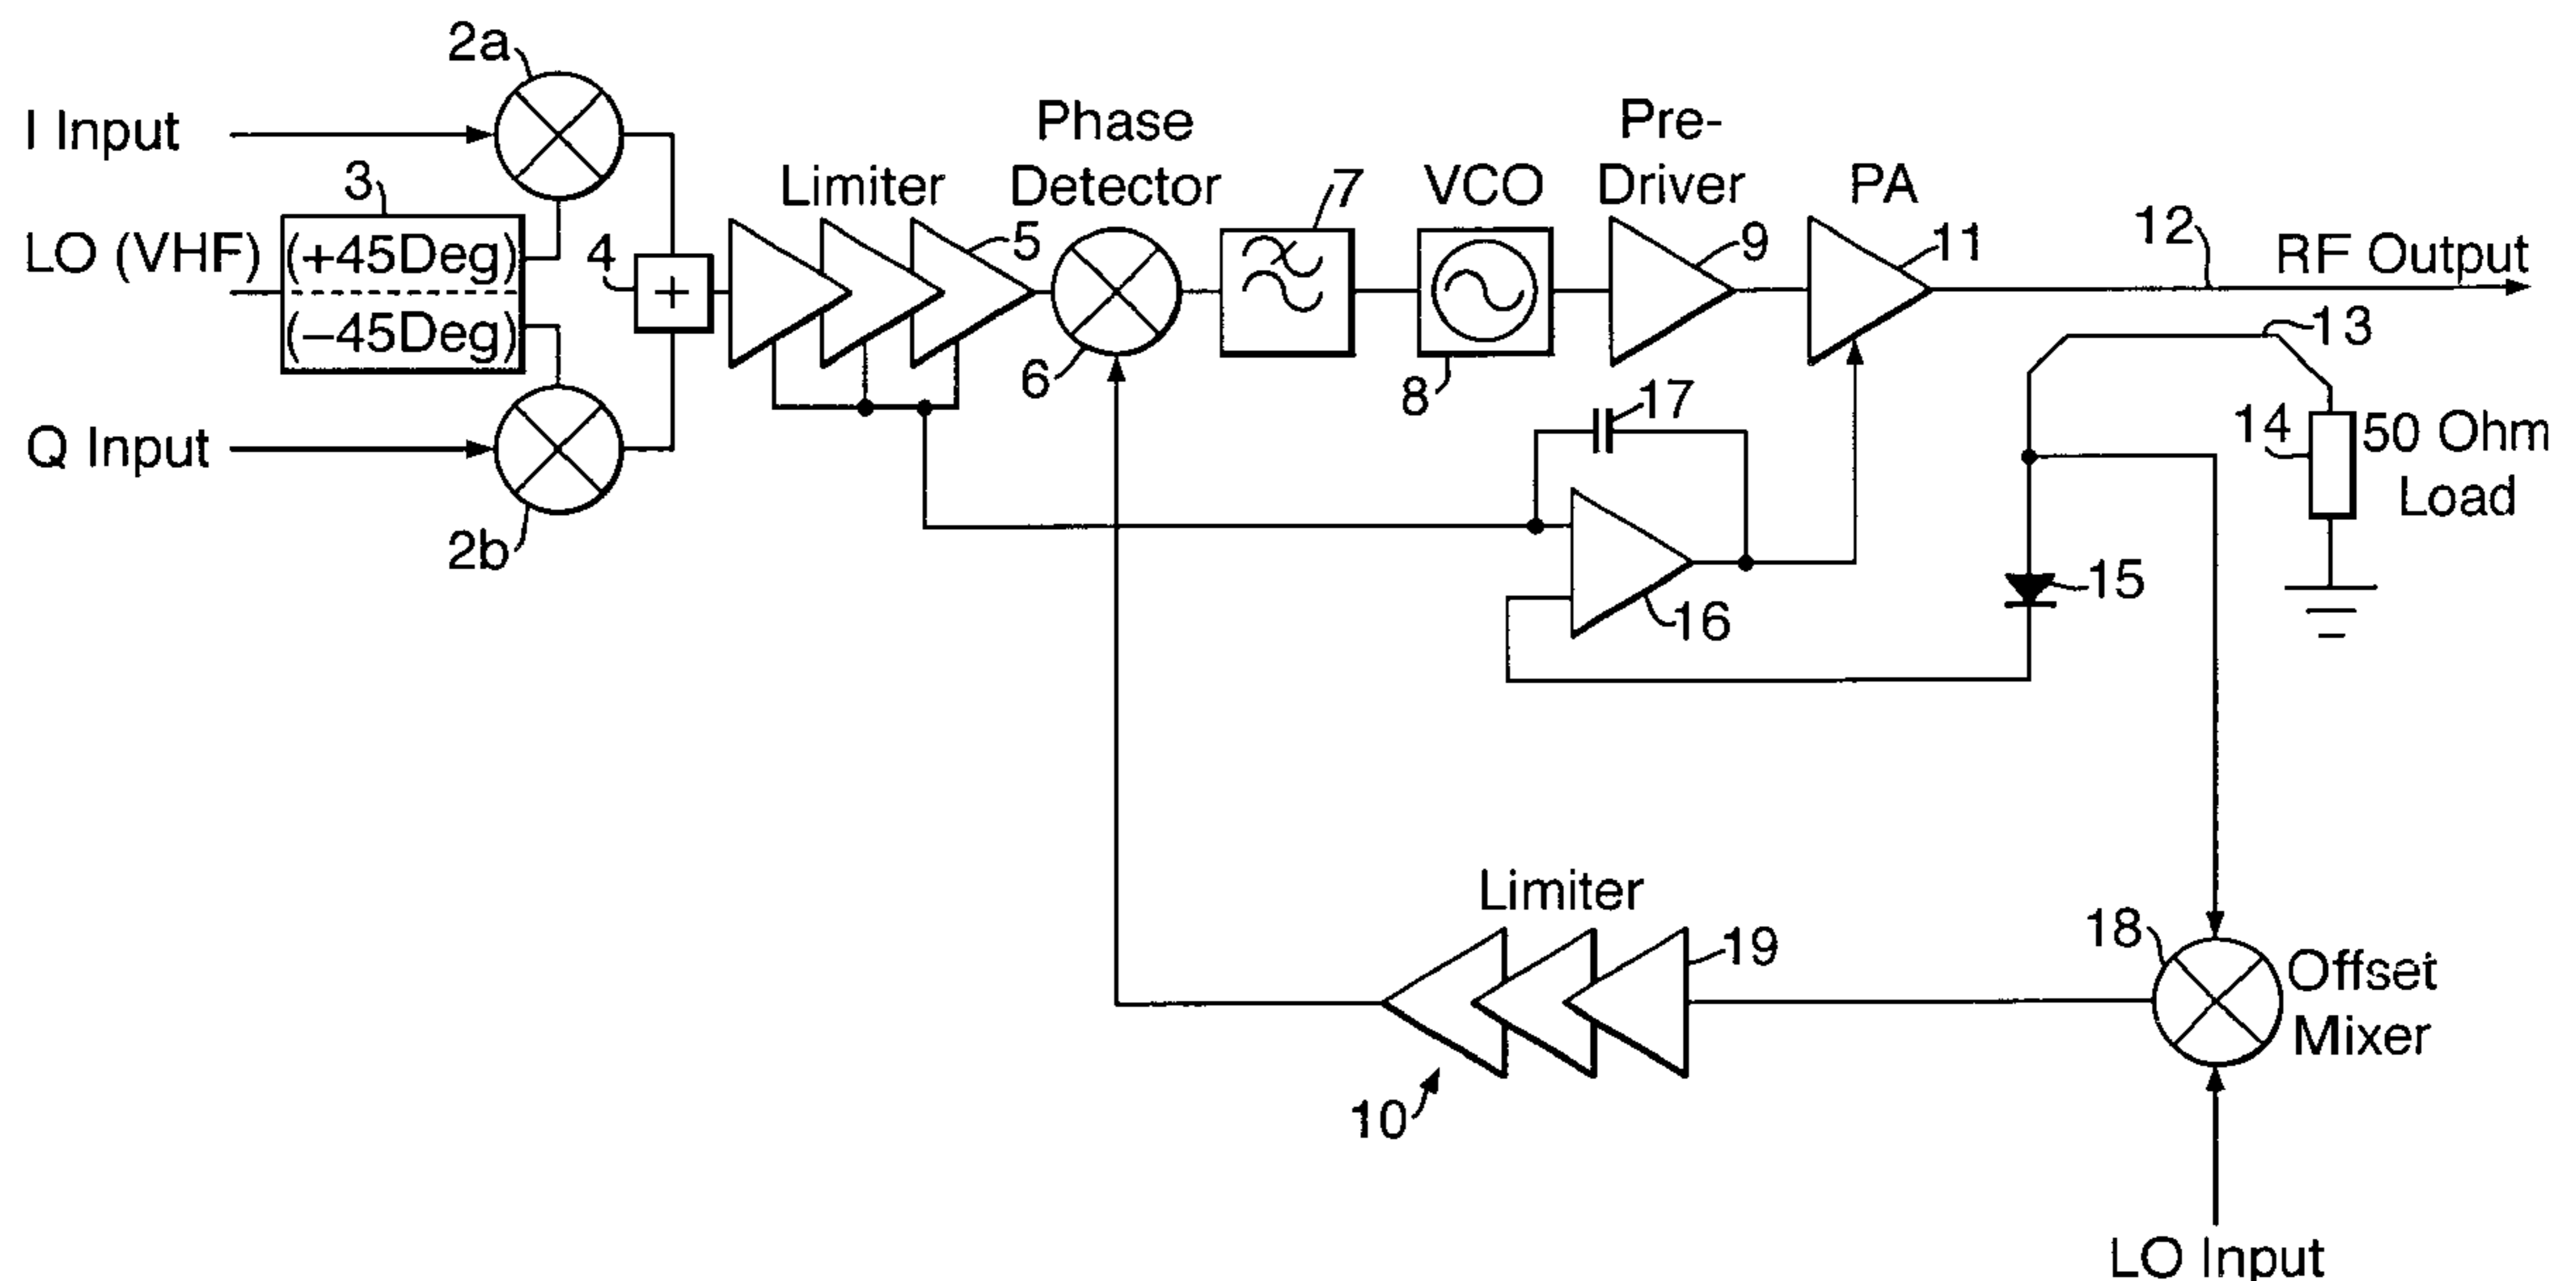 2a
I Input
3
LO (VHF)
(+45Deg)
(−45Deg)
4
+
Q Input
2b
Limiter
5
Phase
Detector
6
7
VCO
8
Pre-
Driver
9
PA
11
12
RF Output
13
14
50 Ohm
Load
15
17
16
Limiter
19
10
18
Offset
Mixer
LO Input